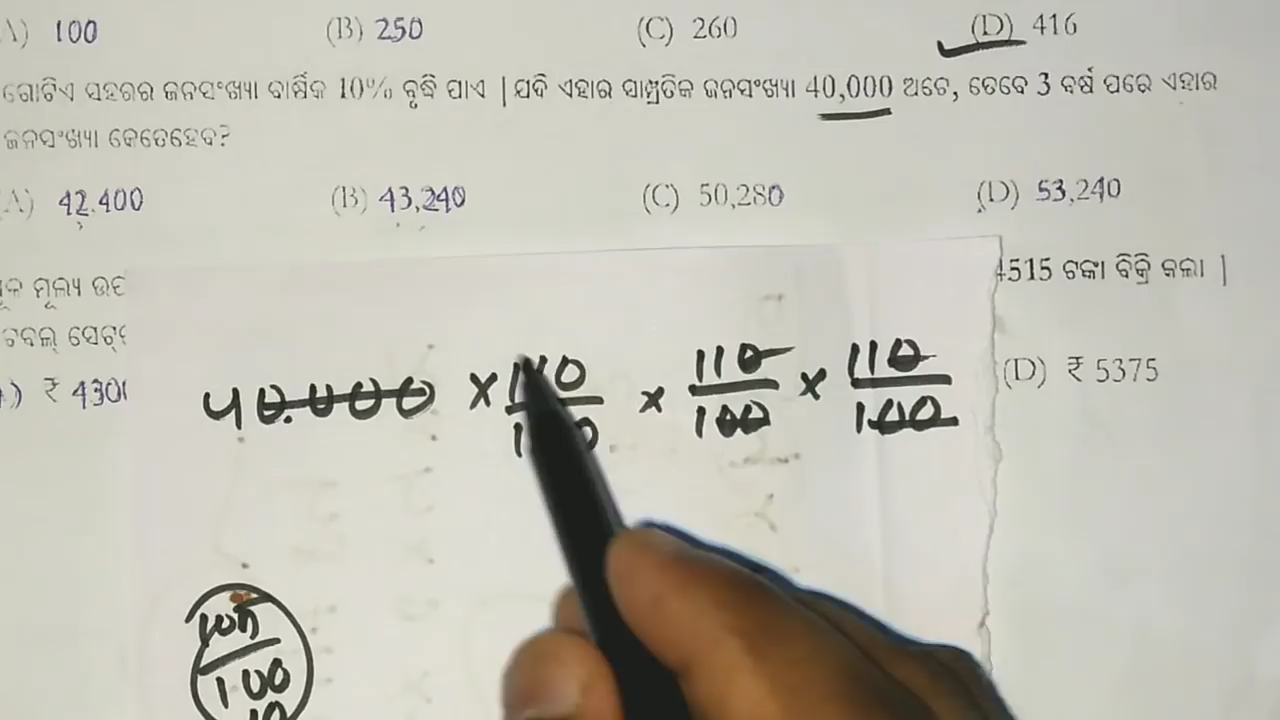 A) 100 (B) 250 (C) 260 (D) 416
ଗୋଟିଏ ସହରର ଜନସଂଖ୍ୟା ବାର୍ଷିକ 10% ବୃଦ୍ଧି ପାଏ | ଯଦି ଏହାର ସାମ୍ପ୍ରତିକ ଜନସଂଖ୍ୟା 40,000 ଅଟେ, ତେବେ 3 ବର୍ଷ ପରେ ଏହାର
ଜନସଂଖ୍ୟା କେତେହେବ?
A) 42,400 (B) 43,240 (C) 50,280 (D) 53,240
ମୂଲ୍ୟ 4515 ଟଙ୍କା ବିକ୍ରି କଲା |
(D) ₹ 5375
40,000 × 110/100 × 110/100 × 110/100